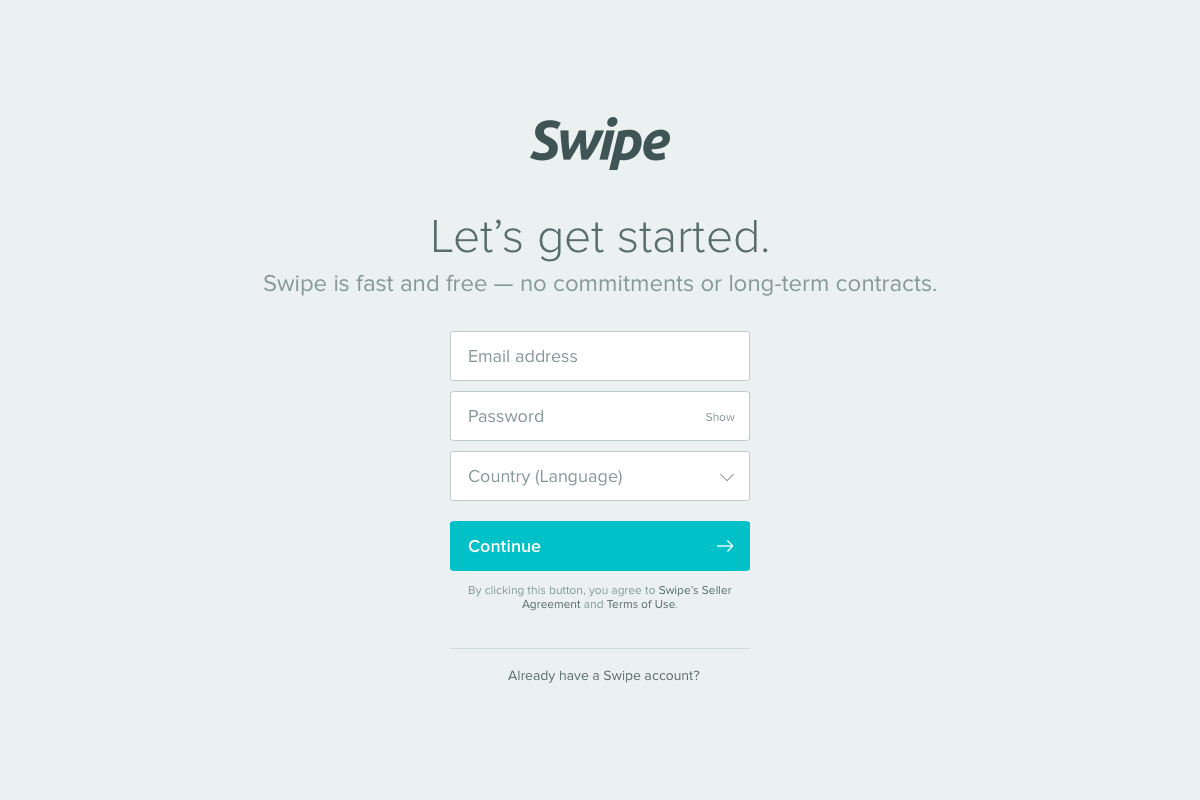 Swipe
Let’s get started.
Swipe is fast and free — no commitments or long-term contracts.
Email address
Password Show
Country (Language)
Continue
By clicking this button, you agree to Swipe’s Seller
Agreement and Terms of Use.
Already have a Swipe account?